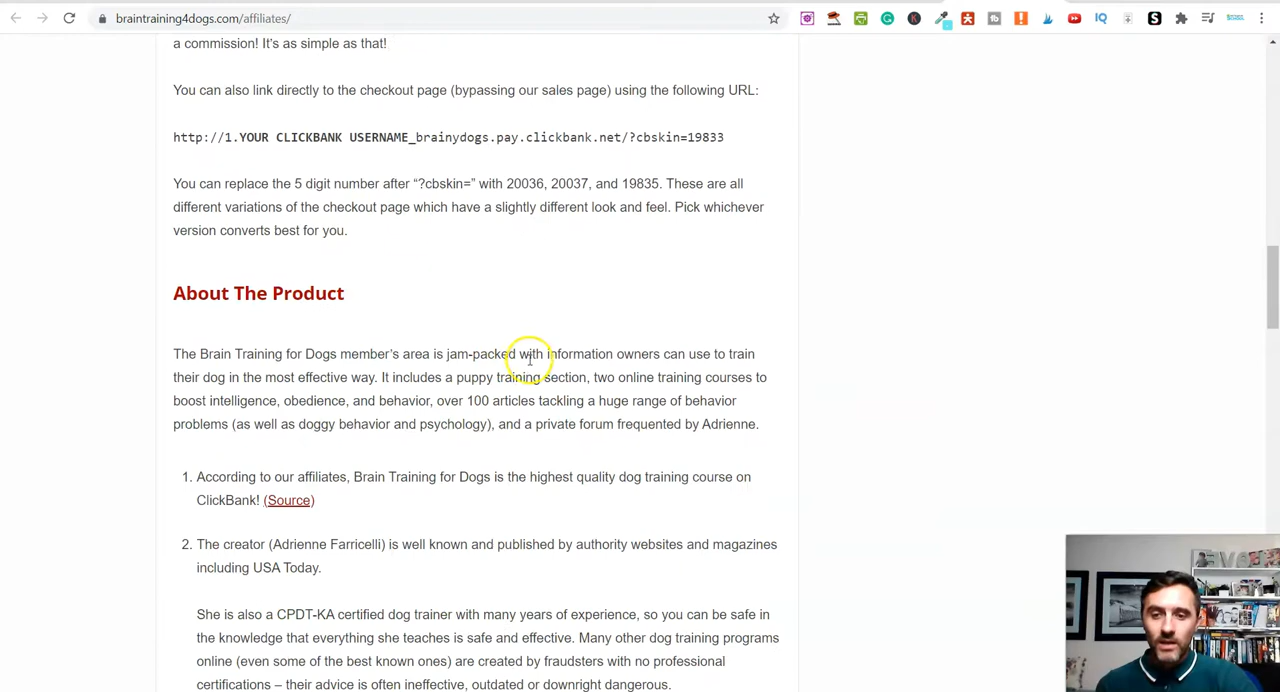 braintraining4dogs.com/affiliates/
a commission! It's as simple as that!
You can also link directly to the checkout page (bypassing our sales page) using the following URL:
http://1.YOUR CLICKBANK USERNAME_brainydogs.pay.clickbank.net/?cbskin=19833
You can replace the 5 digit number after “?cbskin=” with 20036, 20037, and 19835. These are all
different variations of the checkout page which have a slightly different look and feel. Pick whichever
version converts best for you.
About The Product
The Brain Training for Dogs member’s area is jam-packed with information owners can use to train
their dog in the most effective way. It includes a puppy training section, two online training courses to
boost intelligence, obedience, and behavior, over 100 articles tackling a huge range of behavior
problems (as well as doggy behavior and psychology), and a private forum frequented by Adrienne.
1. According to our affiliates, Brain Training for Dogs is the highest quality dog training course on
ClickBank! (Source)
2. The creator (Adrienne Farricelli) is well known and published by authority websites and magazines
including USA Today.
She is also a CPDT-KA certified dog trainer with many years of experience, so you can be safe in
the knowledge that everything she teaches is safe and effective. Many other dog training programs
online (even some of the best known ones) are created by fraudsters with no professional
certifications – their advice is often ineffective, outdated or downright dangerous.